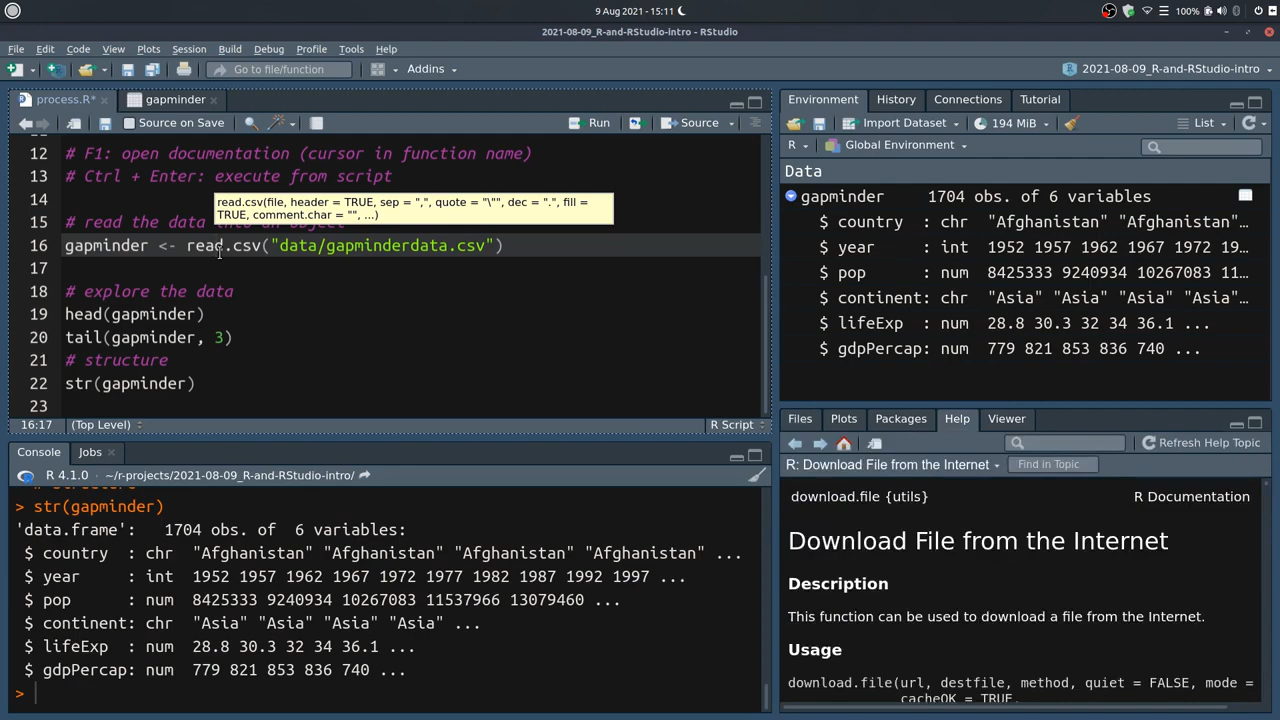 9 Aug 2021 - 15:11
100%
2021-08-09_R-and-RStudio-intro - RStudio
File Edit Code View Plots Session Build Debug Profile Tools Help
Go to file/function
Addins
2021-08-09_R-and-RStudio-intro
process.R*
gapminder
Source on Save
Run
Source
12 # F1: open documentation (cursor in function name)
13 # Ctrl + Enter: execute from script
14
read.csv(file, header = TRUE, sep = ",", quote = "\"", dec = ".", fill =
TRUE, comment.char = "", ...)
15 # read the data into an object
16 gapminder <- read.csv("data/gapminderdata.csv")
17
18 # explore the data
19 head(gapminder)
20 tail(gapminder, 3)
21 # structure
22 str(gapminder)
23
16:17 (Top Level) R Script
Console Jobs
R 4.1.0 · ~/r-projects/2021-08-09_R-and-RStudio-intro/
> str(gapminder)
'data.frame': 1704 obs. of 6 variables:
$ country : chr "Afghanistan" "Afghanistan" "Afghanistan" "Afghanistan" ...
$ year : int 1952 1957 1962 1967 1972 1977 1982 1987 1992 1997 ...
$ pop : num 8425333 9240934 10267083 11537966 13079460 ...
$ continent: chr "Asia" "Asia" "Asia" "Asia" ...
$ lifeExp : num 28.8 30.3 32 34 36.1 ...
$ gdpPercap: num 779 821 853 836 740 ...
>
Environment History Connections Tutorial
Import Dataset 194 MiB List
R Global Environment
Data
gapminder 1704 obs. of 6 variables
$ country : chr "Afghanistan" "Afghanistan"…
$ year : int 1952 1957 1962 1967 1972 19…
$ pop : num 8425333 9240934 10267083 11…
$ continent: chr "Asia" "Asia" "Asia" "Asia"…
$ lifeExp : num 28.8 30.3 32 34 36.1 ...
$ gdpPercap: num 779 821 853 836 740 ...
Files Plots Packages Help Viewer
Refresh Help Topic
R: Download File from the Internet Find in Topic
download.file {utils} R Documentation
Download File from the Internet
Description
This function can be used to download a file from the Internet.
Usage
download.file(url, destfile, method, quiet = FALSE, mode =
cacheOK = TRUE,